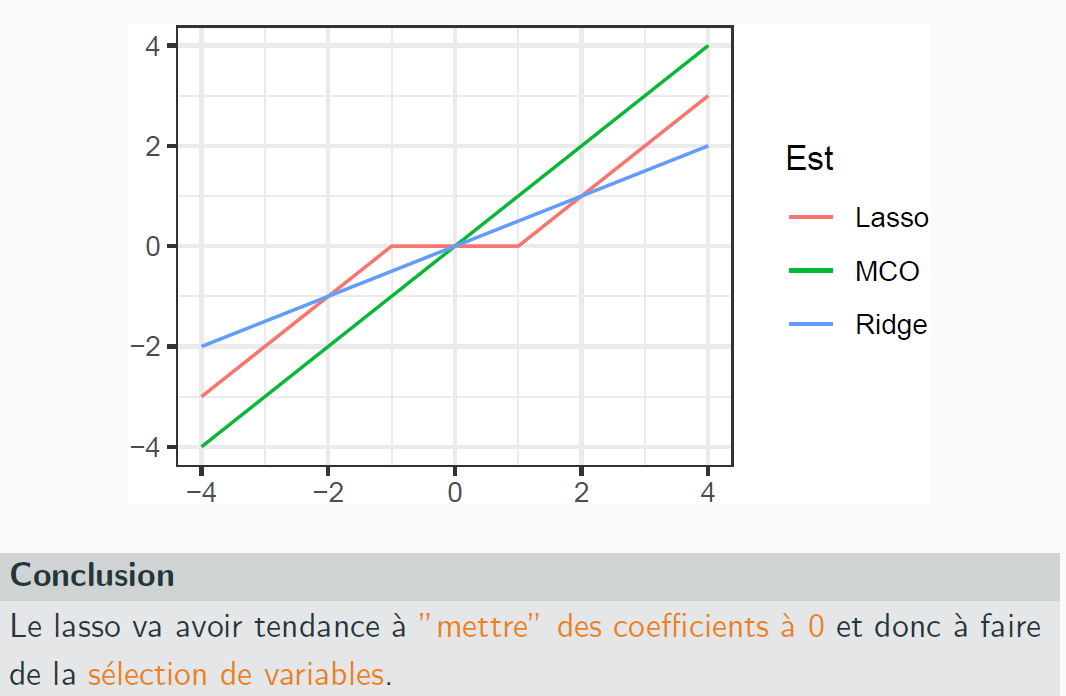 4
2
0
−2
−4
−4
−2
0
2
4
Est
Lasso
MCO
Ridge
Conclusion
Le lasso va avoir tendance à ”mettre” des coefficients à 0 et donc à faire
de la sélection de variables.